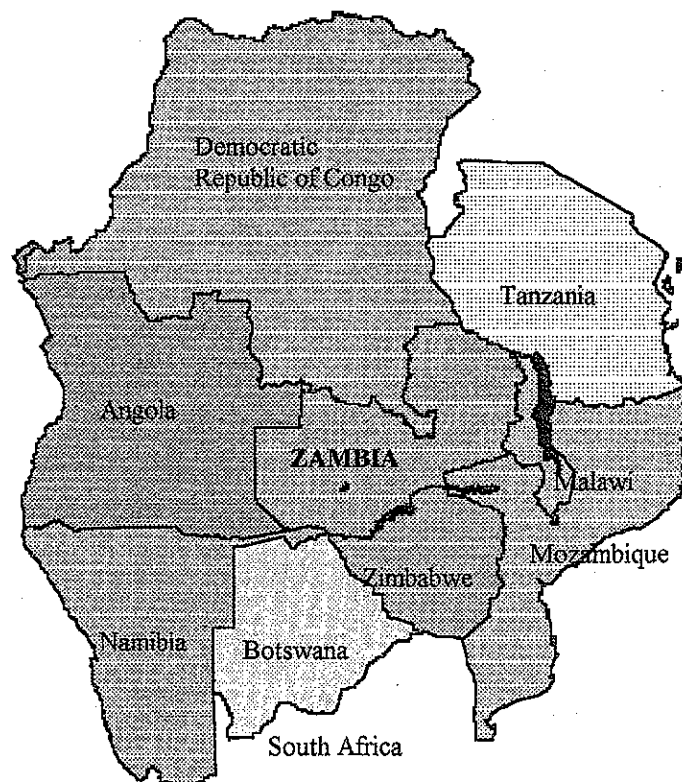 Democratic
Republic of Congo
Tanzania
Angola
ZAMBIA
Malawi
Mozambique
Zimbabwe
Namibia
Botswana
South Africa